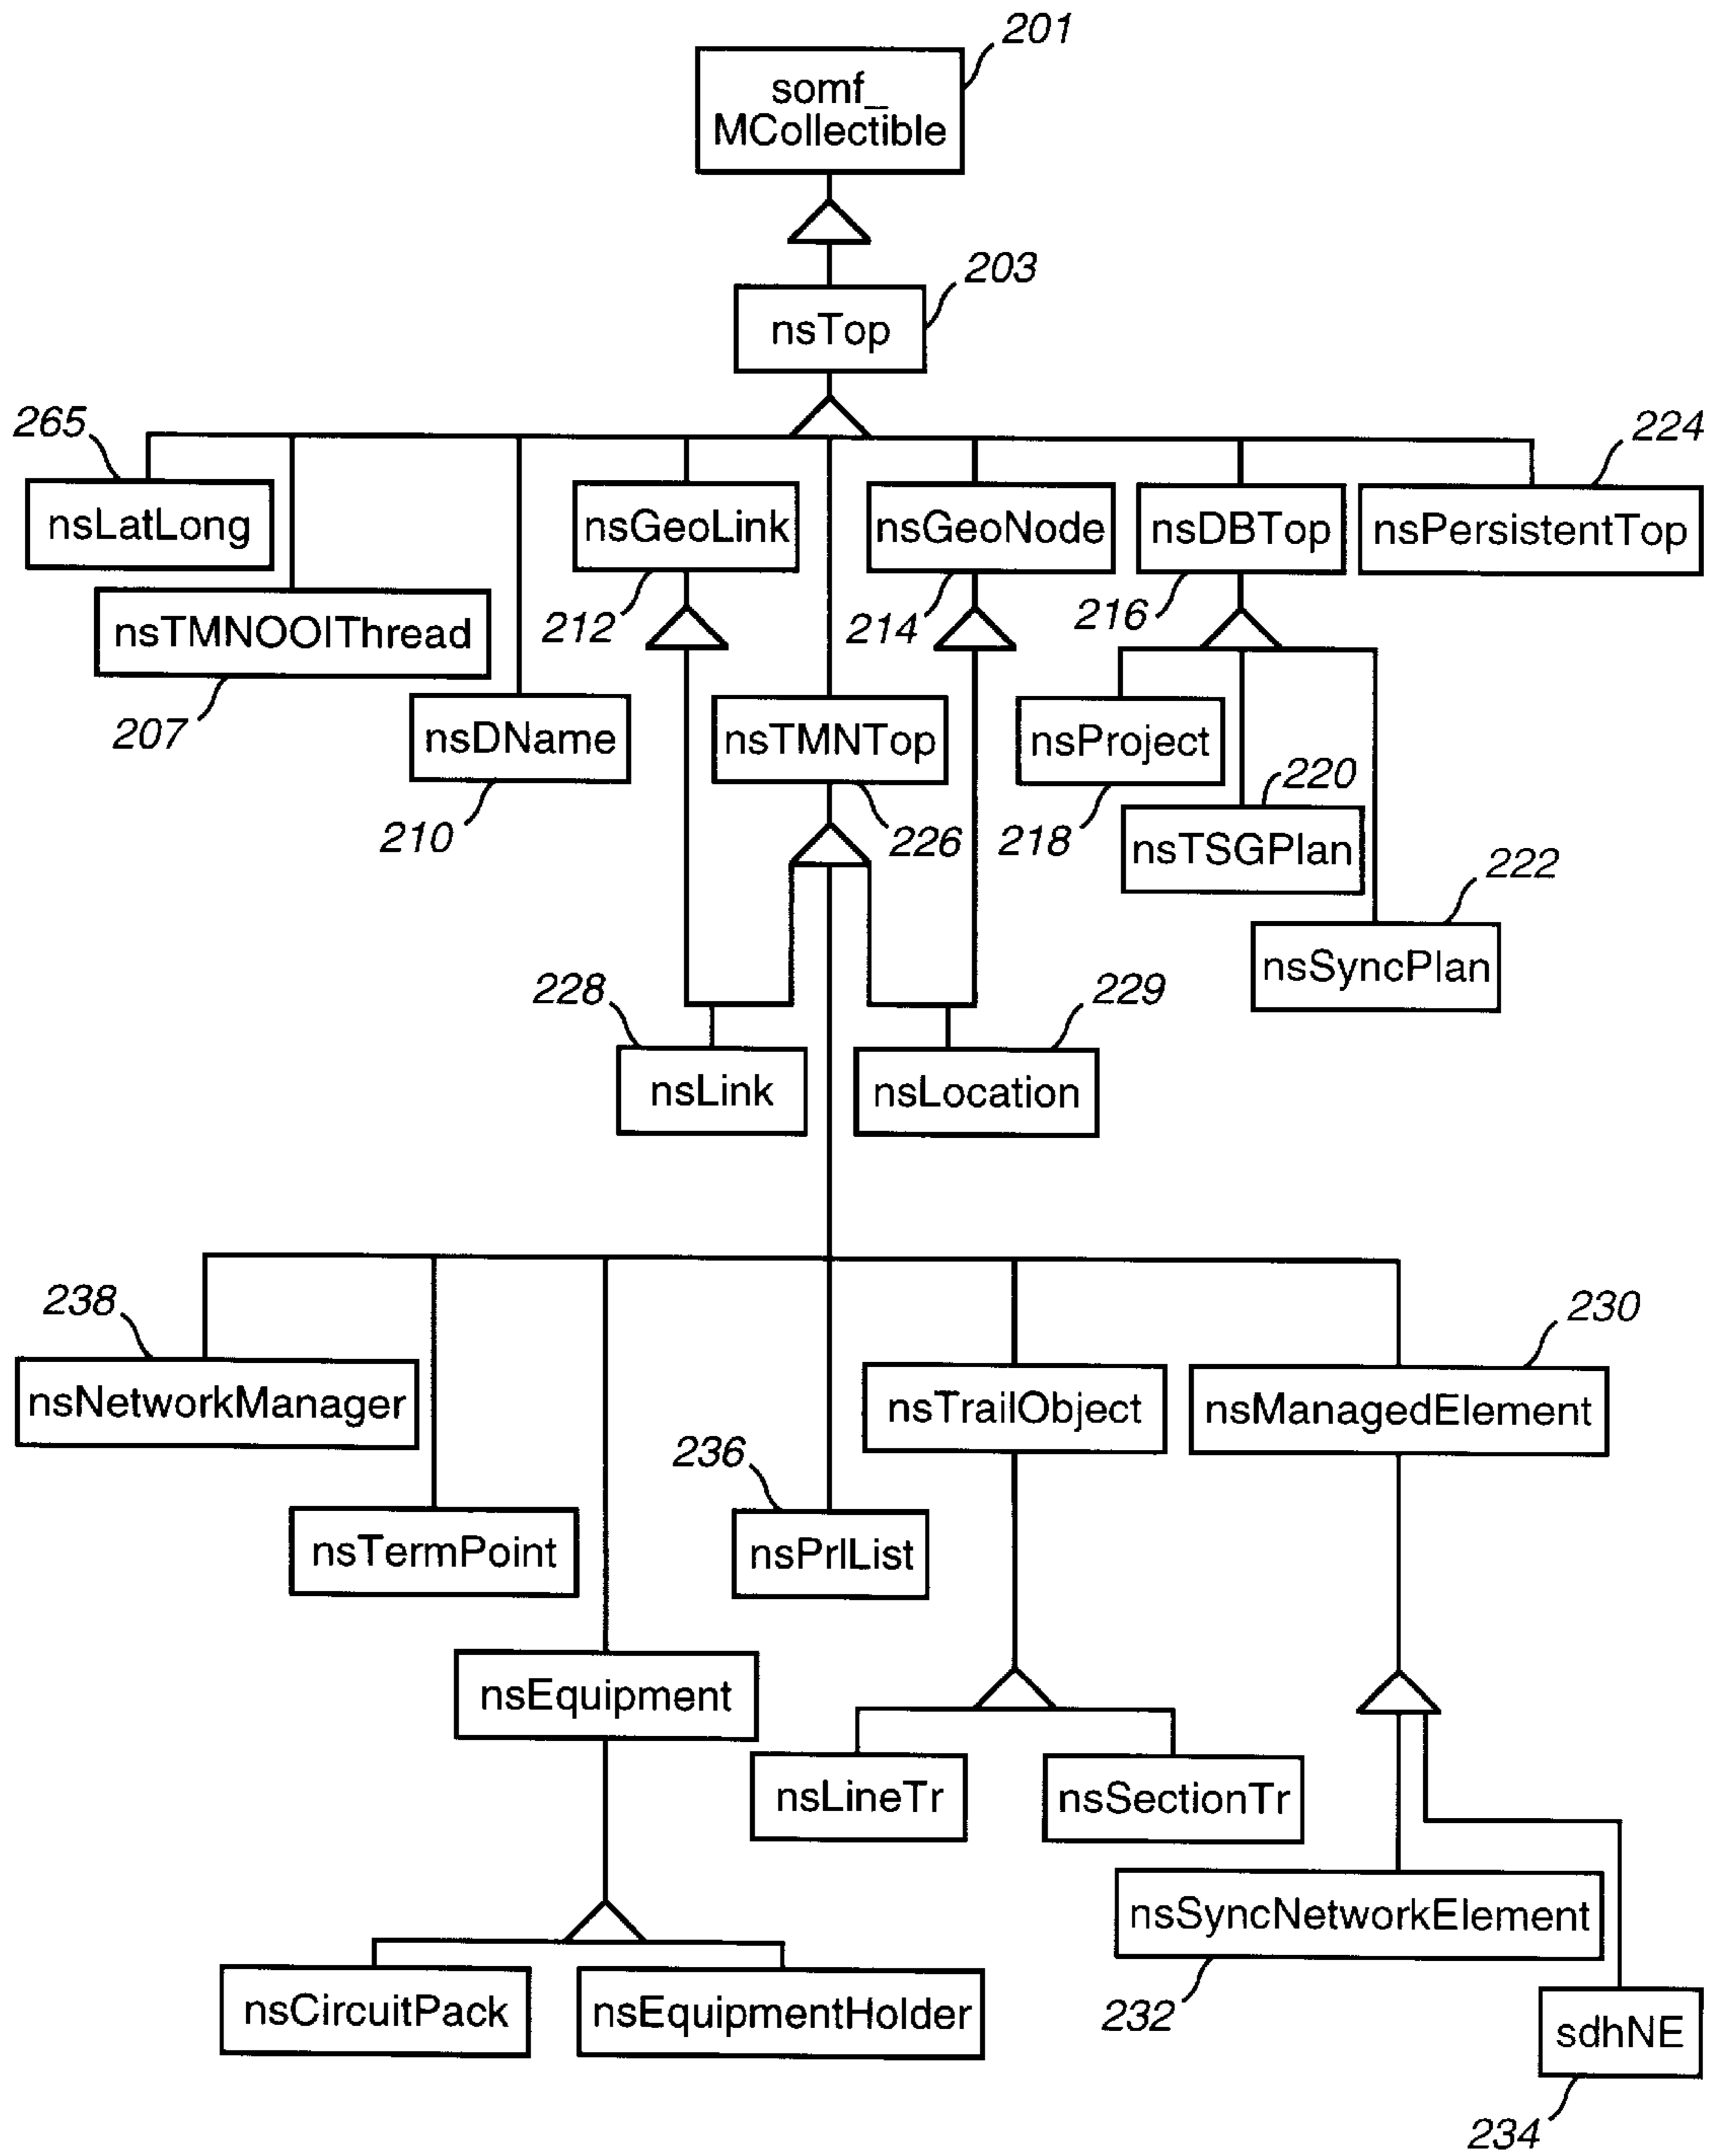 201
somf_
MCollectible
203
nsTop
265
224
nsLatLong
nsGeoLink
nsGeoNode
nsDBTop
nsPersistentTop
212
214
216
nsTMNOOIThread
207
nsDName
nsTMNTop
nsProject
210
226
218
220
nsTSGPlan
222
nsSyncPlan
228
229
nsLink
nsLocation
238
230
nsNetworkManager
nsTrailObject
nsManagedElement
236
nsTermPoint
nsPrlList
nsEquipment
nsLineTr
nsSectionTr
nsSyncNetworkElement
232
nsCircuitPack
nsEquipmentHolder
sdhNE
234